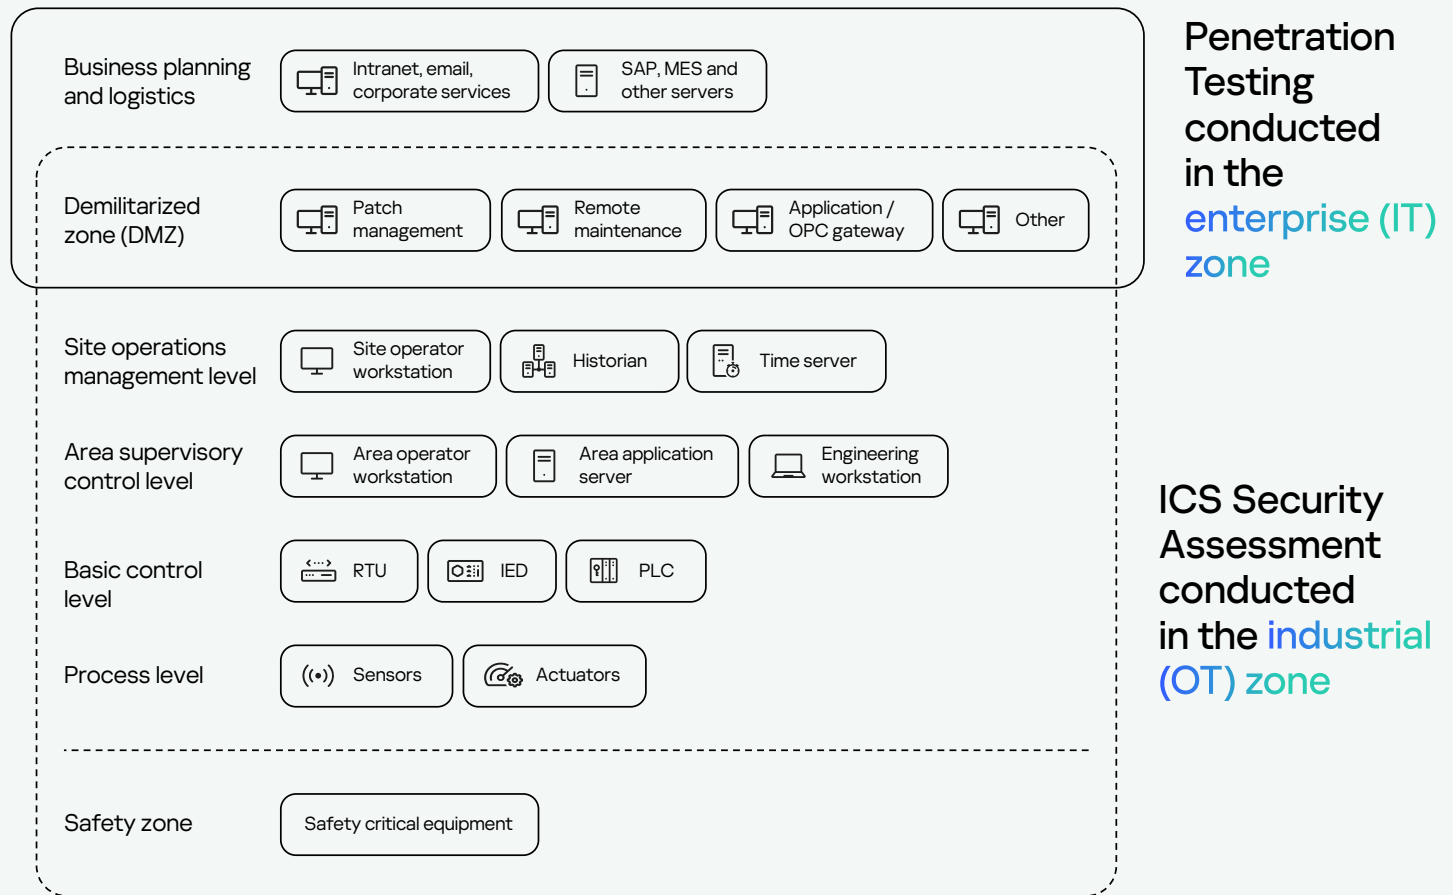 Business planning
and logistics
Intranet, email,
corporate services
SAP, MES and
other servers
Penetration
Testing
conducted
in the
enterprise (IT)
zone
Demilitarized
zone (DMZ)
Patch
management
Remote
maintenance
Application /
OPC gateway
Other
Site operations
management level
Site operator
workstation
Historian
Time server
Area supervisory
control level
Area operator
workstation
Area application
server
Engineering
workstation
ICS Security
Assessment
conducted
in the industrial
(OT) zone
Basic control
level
RTU
IED
PLC
Process level
Sensors
Actuators
Safety zone
Safety critical equipment